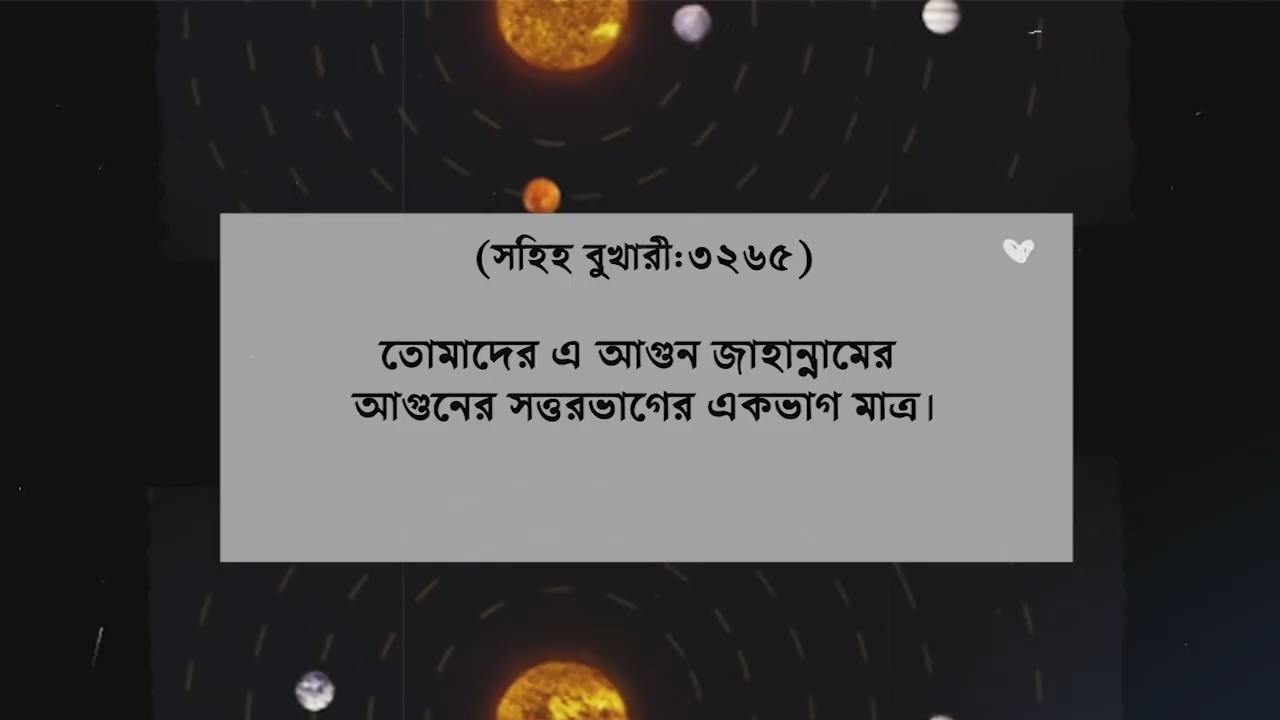 (সহিহ বুখারী:৩২৬৫)
তোমাদের এ আগুন জাহান্নামের
আগুনের সত্তরভাগের একভাগ মাত্র।